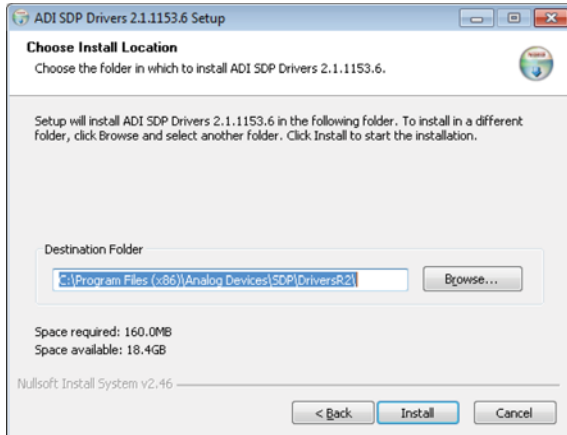 ADI SDP Drivers 2.1.1153.6 Setup
Choose Install Location
Choose the folder in which to install ADI SDP Drivers 2.1.1153.6.
Setup will install ADI SDP Drivers 2.1.1153.6 in the following folder. To install in a different
folder, click Browse and select another folder. Click Install to start the installation.
Destination Folder
C:\Program Files (x86)\Analog Devices\SDP\DriversR2\
Browse...
Space required: 160.0MB
Space available: 18.4GB
Nullsoft Install System v2.46
< Back
Install
Cancel